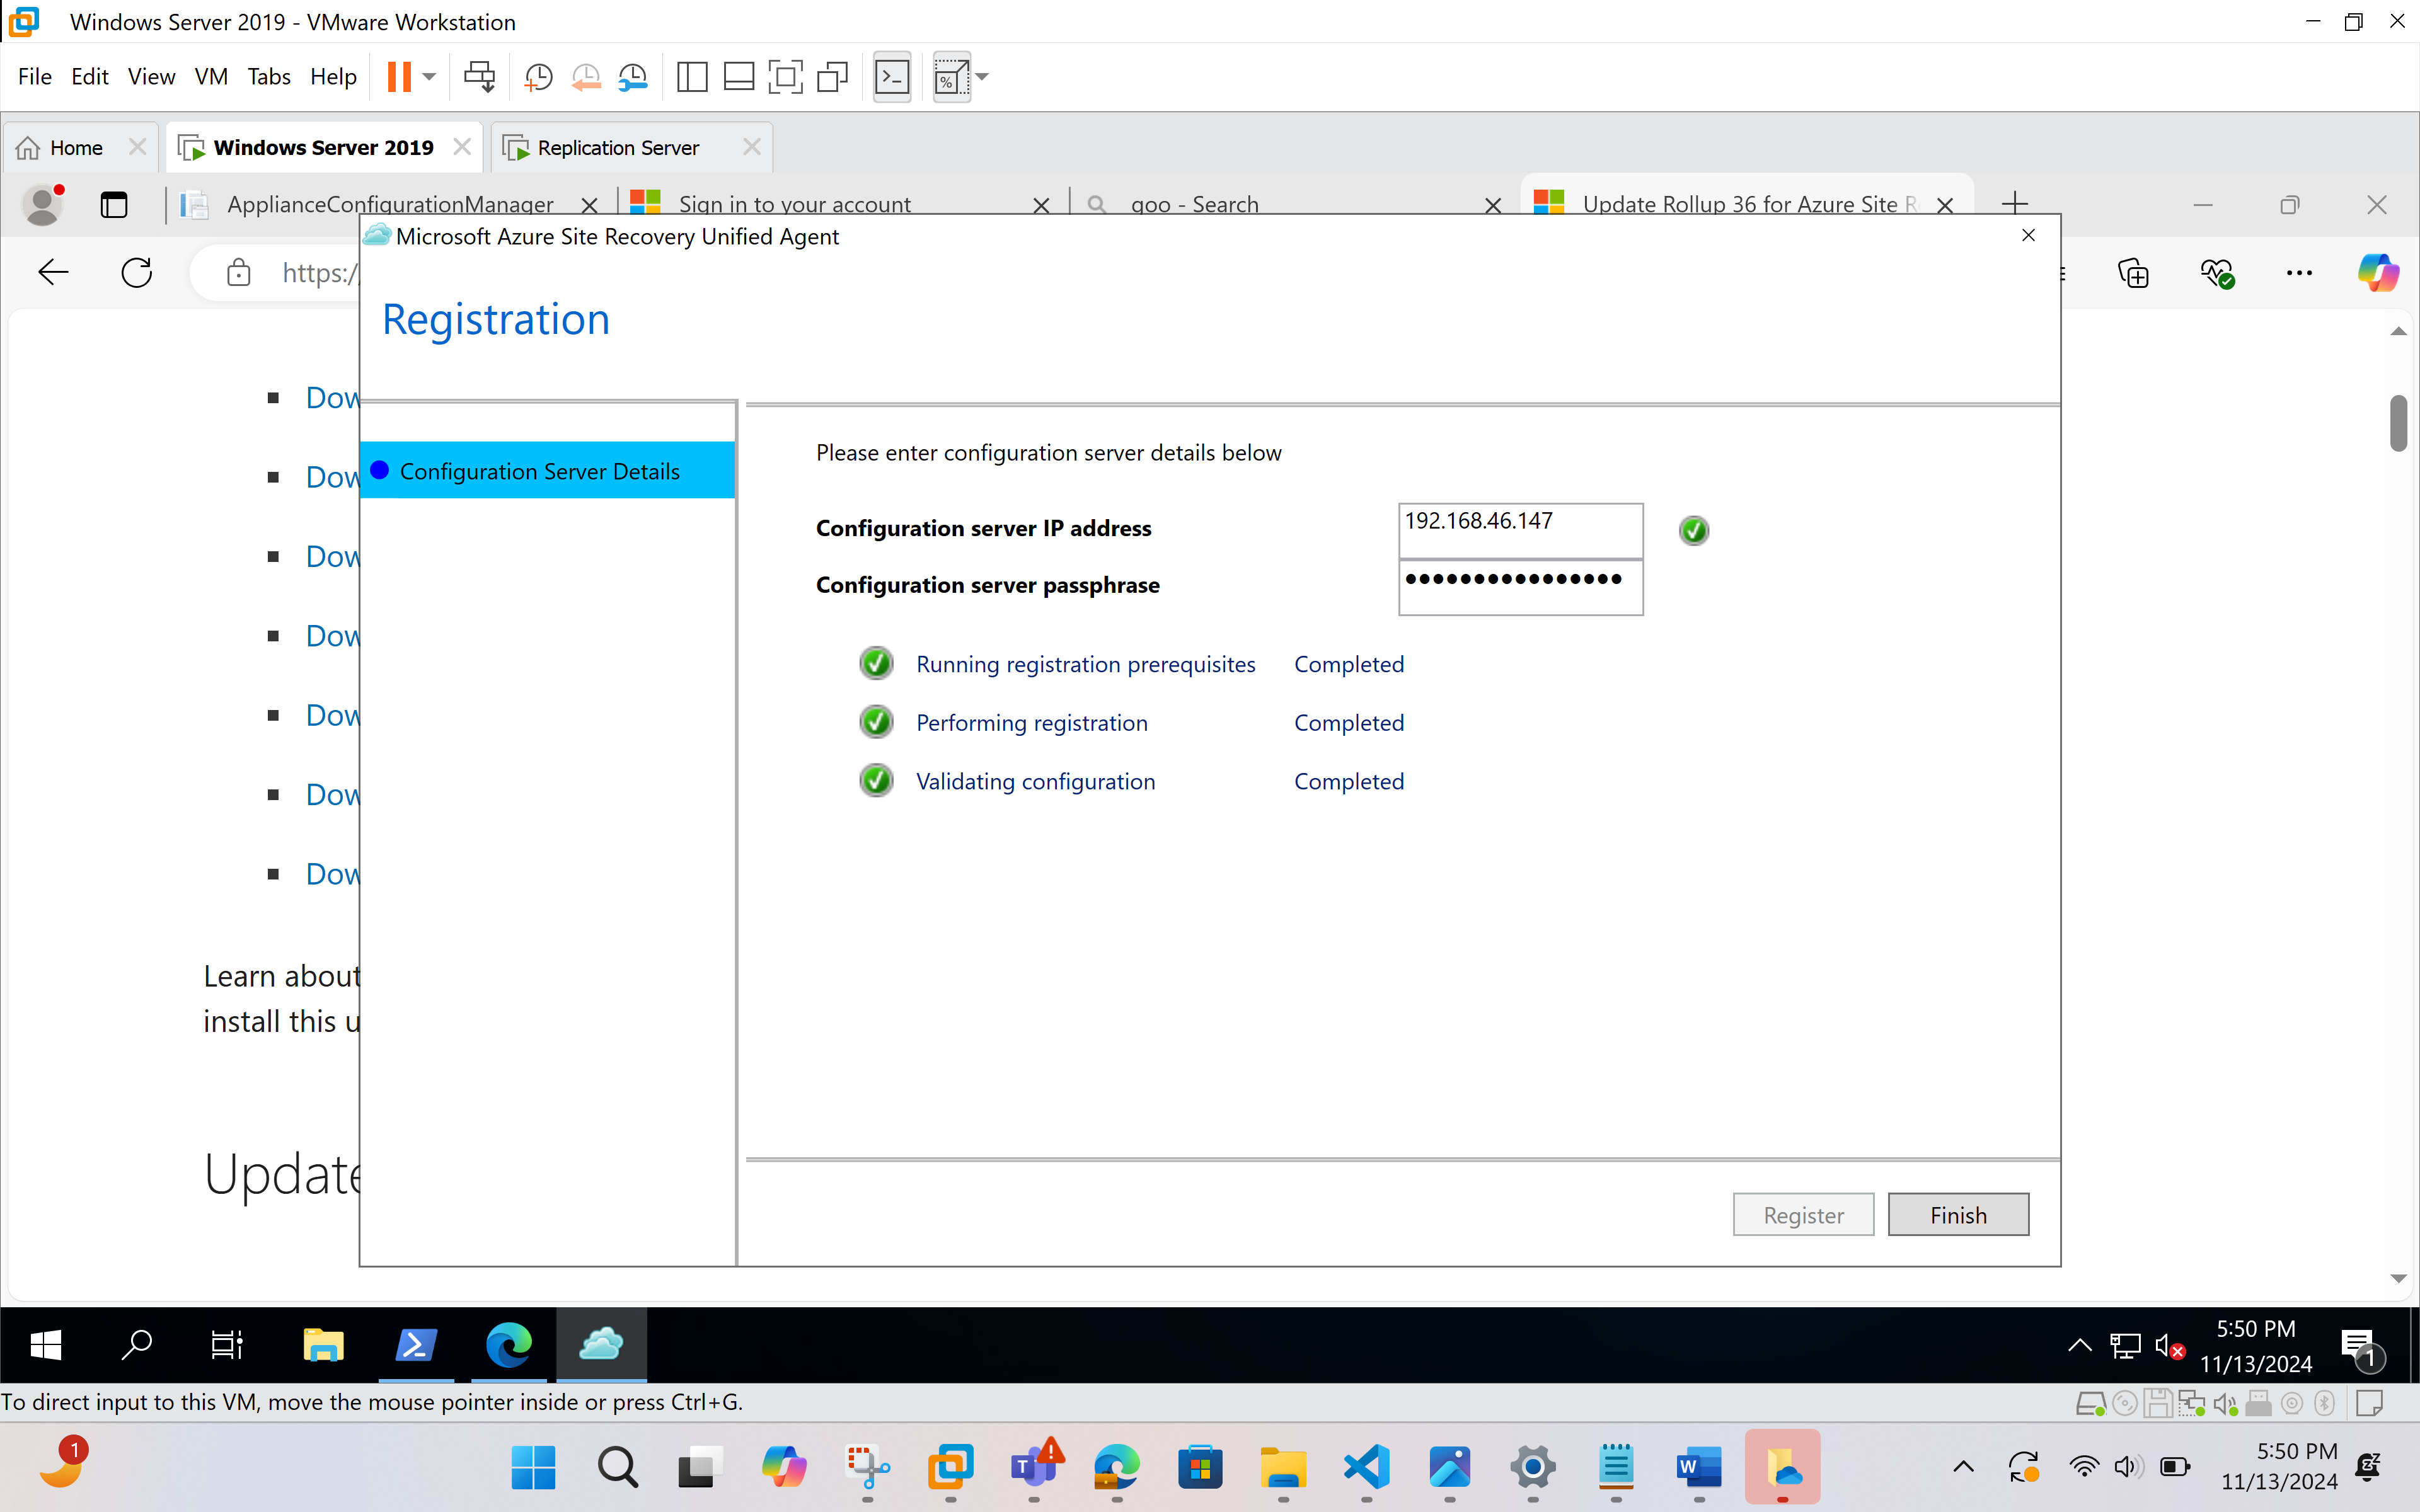 Windows Server 2019 - VMware Workstation
File Edit View VM Tabs Help
Home
Windows Server 2019
Replication Server
ApplianceConfigurationManager
Sign in to your account
goo - Search
Update Rollup 36 for Azure Site R
https:/
Microsoft Azure Site Recovery Unified Agent
Registration
Dow
Dow
Dow
Dow
Dow
Dow
Dow
Learn about
install this u
Update
Configuration Server Details
Please enter configuration server details below
Configuration server IP address 192.168.46.147
Configuration server passphrase ••••••••••••••••
Running registration prerequisites Completed
Performing registration Completed
Validating configuration Completed
Register Finish
5:50 PM
11/13/2024
1
To direct input to this VM, move the mouse pointer inside or press Ctrl+G.
1
5:50 PM
11/13/2024